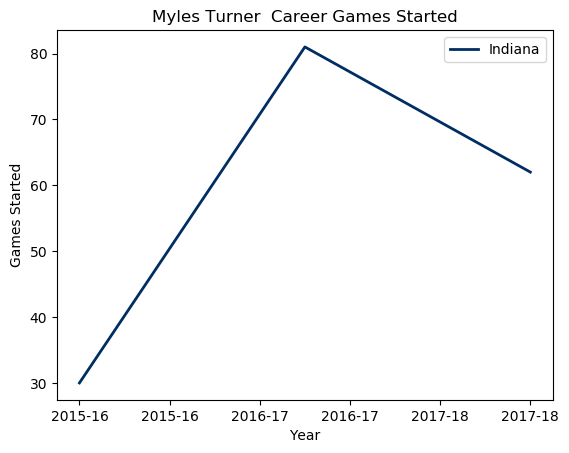 Myles Turner  Career Games Started
Indiana
80
70
60
50
40
30
Games Started
2015-16 2015-16 2016-17 2016-17 2017-18 2017-18
Year